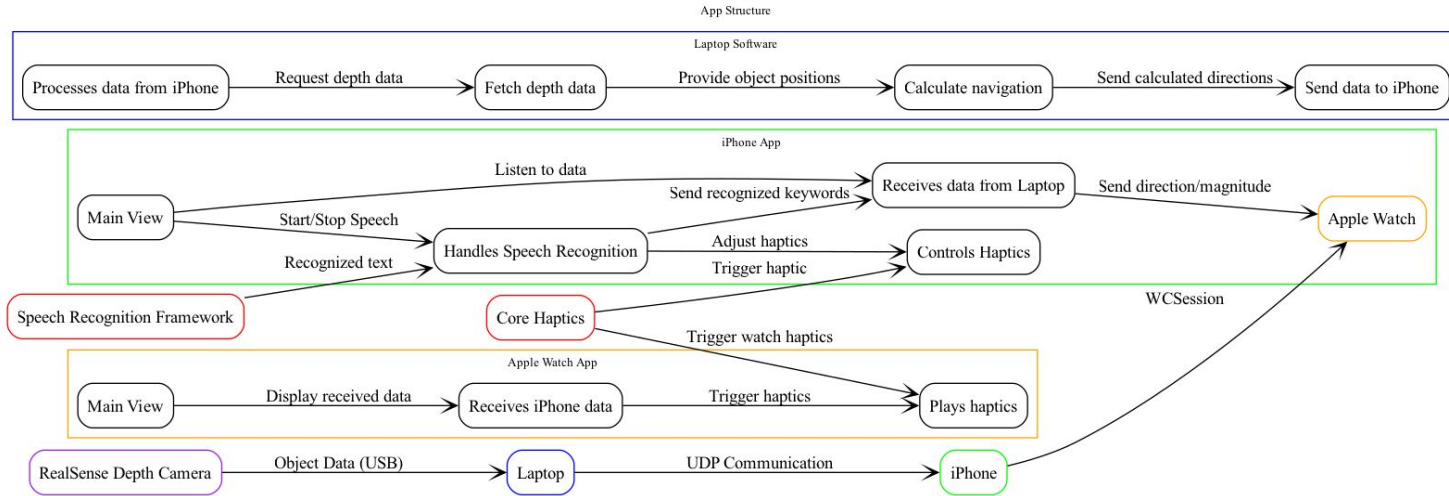 App Structure
Laptop Software
Processes data from iPhone
Request depth data
Fetch depth data
Provide object positions
Calculate navigation
Send calculated directions
Send data to iPhone
iPhone App
Main View
Listen to data
Start/Stop Speech
Handles Speech Recognition
Send recognized keywords
Receives data from Laptop
Send direction/magnitude
Apple Watch
Adjust haptics
Controls Haptics
Recognized text
Trigger haptic
Speech Recognition Framework
Core Haptics
WCSession
Trigger watch haptics
Apple Watch App
Main View
Display received data
Receives iPhone data
Trigger haptics
Plays haptics
RealSense Depth Camera
Object Data (USB)
Laptop
UDP Communication
iPhone